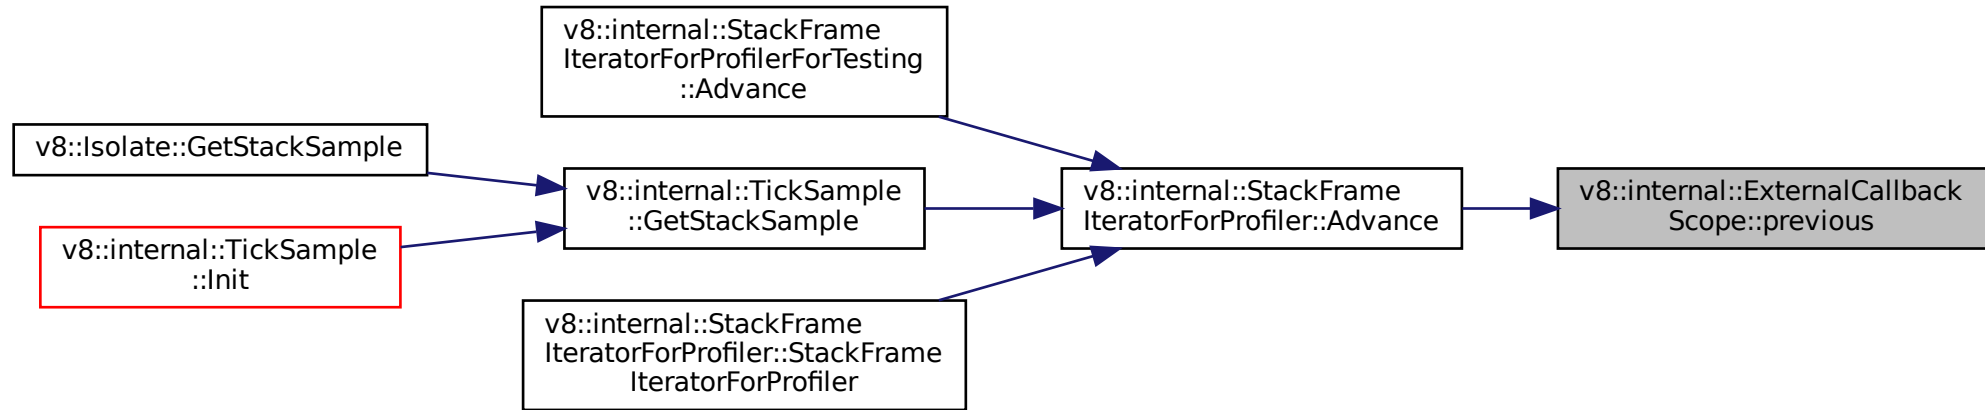 v8::internal::StackFrame
IteratorForProfilerForTesting
::Advance
v8::Isolate::GetStackSample
v8::internal::TickSample
::GetStackSample
v8::internal::StackFrame
IteratorForProfiler::Advance
v8::internal::ExternalCallback
Scope::previous
v8::internal::TickSample
::Init
v8::internal::StackFrame
IteratorForProfiler::StackFrame
IteratorForProfiler